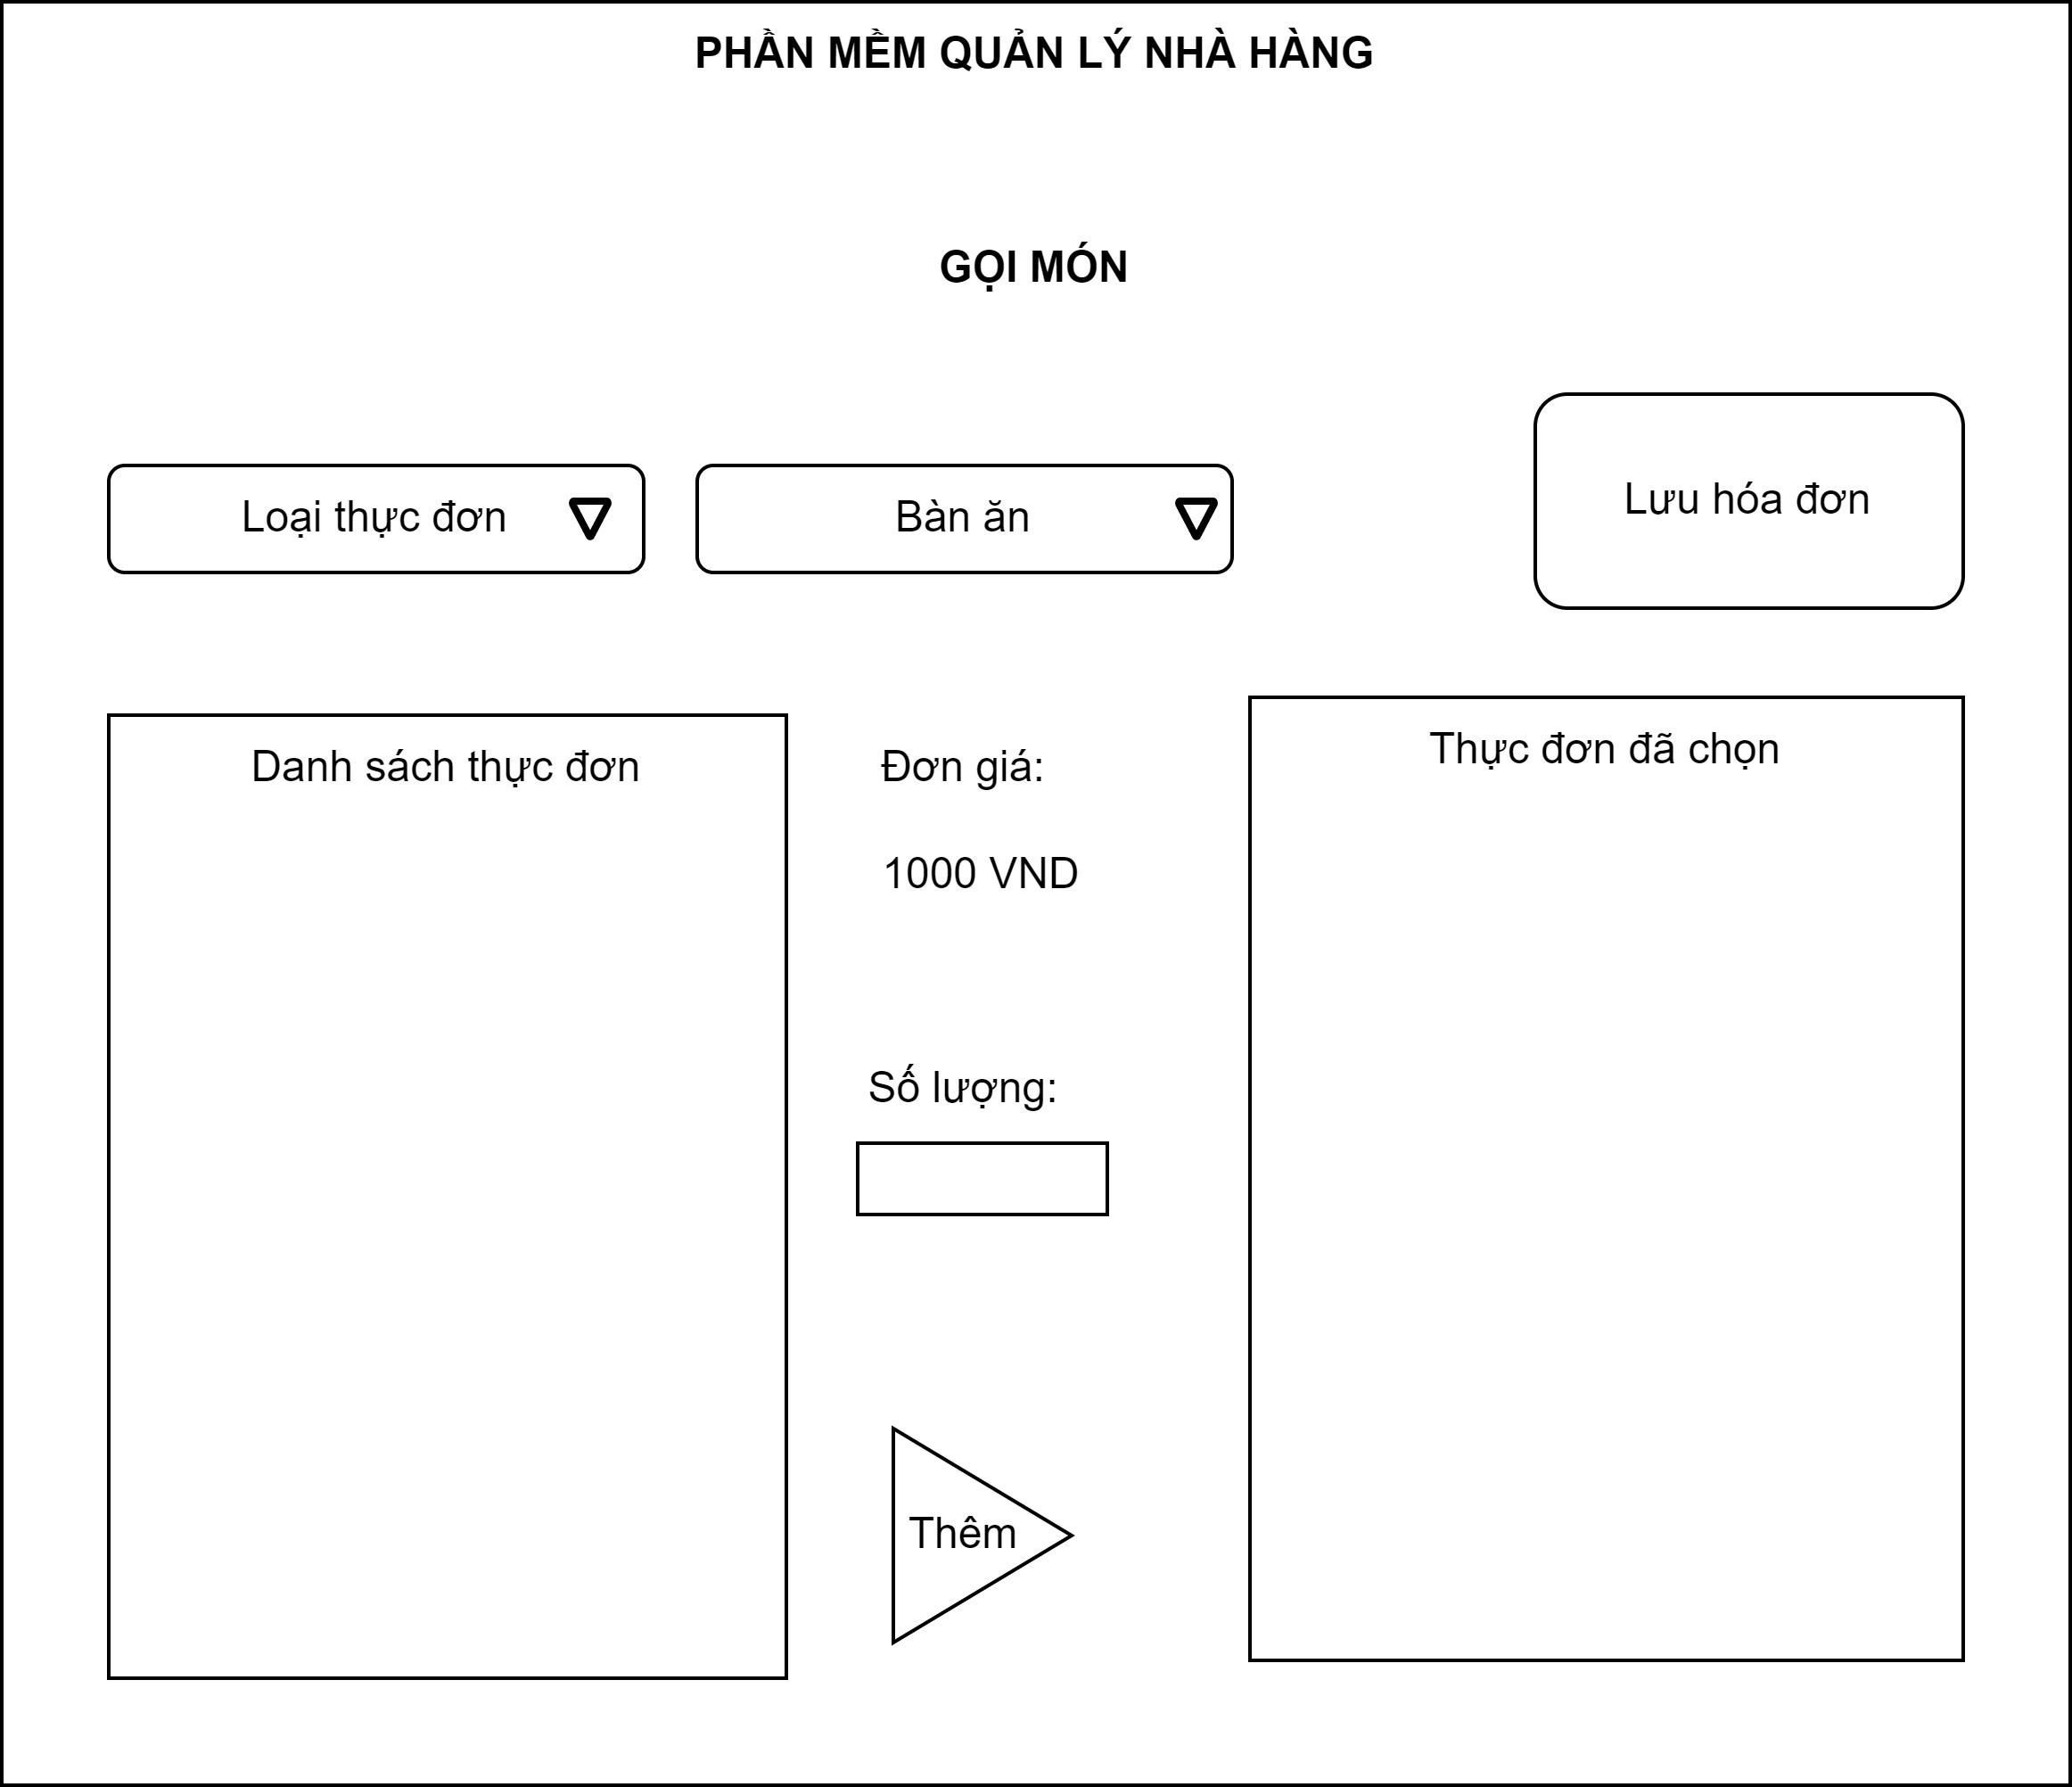 PHẦN MỀM QUẢN LÝ NHÀ HÀNG
GỌI MÓN
Loại thực đơn
Bàn ăn
Lưu hóa đơn
Danh sách thực đơn
Đơn giá:
1000 VND
Số lượng:
Thêm
Thực đơn đã chọn